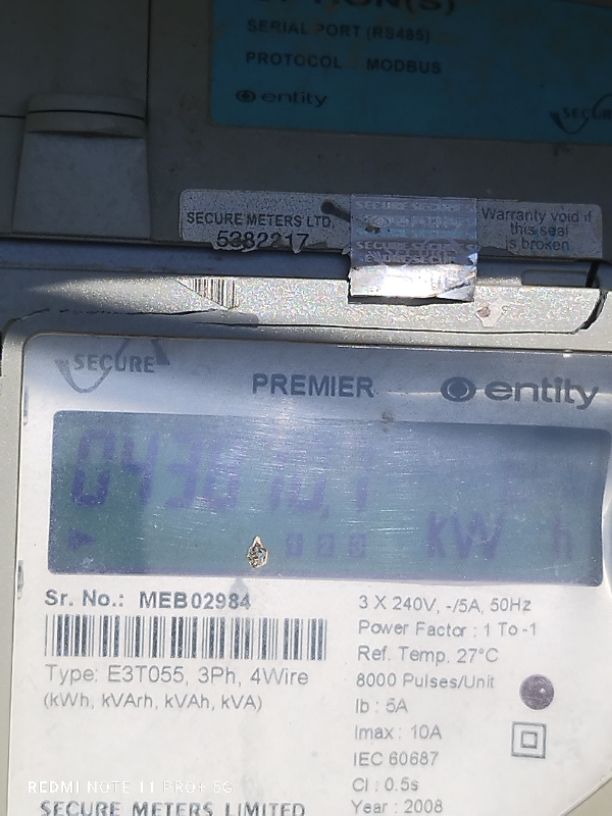 SERIAL PORT (RS485)
PROTOCOL : MODBUS
entity
SECURE METERS LTD.
5382217
Warranty void if
this seal
is broken
SECURE
PREMIER
entity
kW h
Sr. No.: MEB02984
Type: E3T055, 3Ph, 4Wire
(kWh, kVArh, kVAh, kVA)
3 X 240V, -/5A, 50Hz
Power Factor : 1 To -1
Ref. Temp. 27°C
8000 Pulses/Unit
Ib : 5A
Imax : 10A
IEC 60687
Cl : 0.5s
Year : 2008
REDMI NOTE 11 PRO+ 5G
SECURE METERS LIMITED